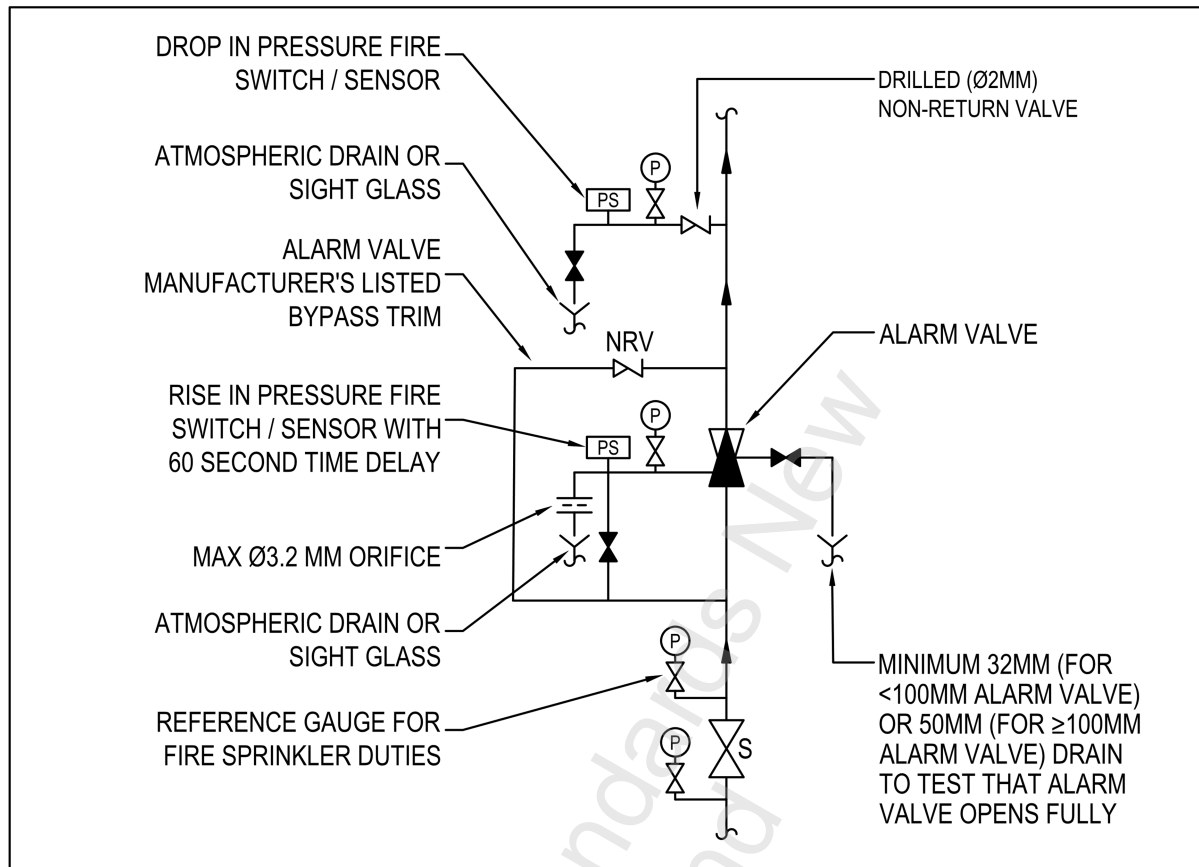 DROP IN PRESSURE FIRE
SWITCH / SENSOR
DRILLED (Ø2MM)
NON-RETURN VALVE
ATMOSPHERIC DRAIN OR
SIGHT GLASS
P
PS
ALARM VALVE
MANUFACTURER'S LISTED
BYPASS TRIM
NRV
ALARM VALVE
RISE IN PRESSURE FIRE
SWITCH / SENSOR WITH
60 SECOND TIME DELAY
P
PS
MAX Ø3.2 MM ORIFICE
ATMOSPHERIC DRAIN OR
SIGHT GLASS
P
REFERENCE GAUGE FOR
FIRE SPRINKLER DUTIES
P
S
MINIMUM 32MM (FOR
<100MM ALARM VALVE)
OR 50MM (FOR ≥100MM
ALARM VALVE) DRAIN
TO TEST THAT ALARM
VALVE OPENS FULLY
ndards New
nd